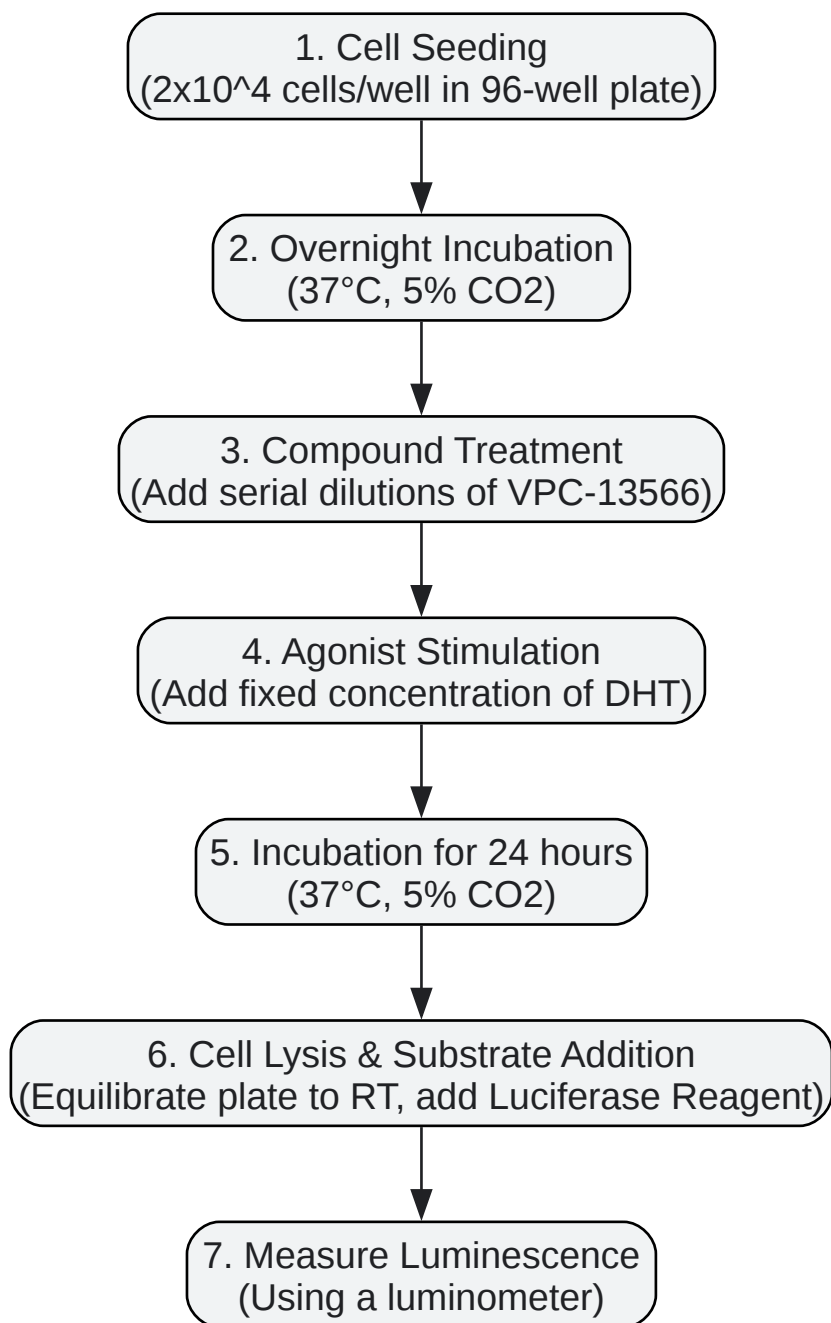 1. Cell Seeding
(2x10^4 cells/well in 96-well plate)
2. Overnight Incubation
(37°C, 5% CO2)
3. Compound Treatment
(Add serial dilutions of VPC-13566)
4. Agonist Stimulation
(Add fixed concentration of DHT)
5. Incubation for 24 hours
(37°C, 5% CO2)
6. Cell Lysis & Substrate Addition
(Equilibrate plate to RT, add Luciferase Reagent)
7. Measure Luminescence
(Using a luminometer)